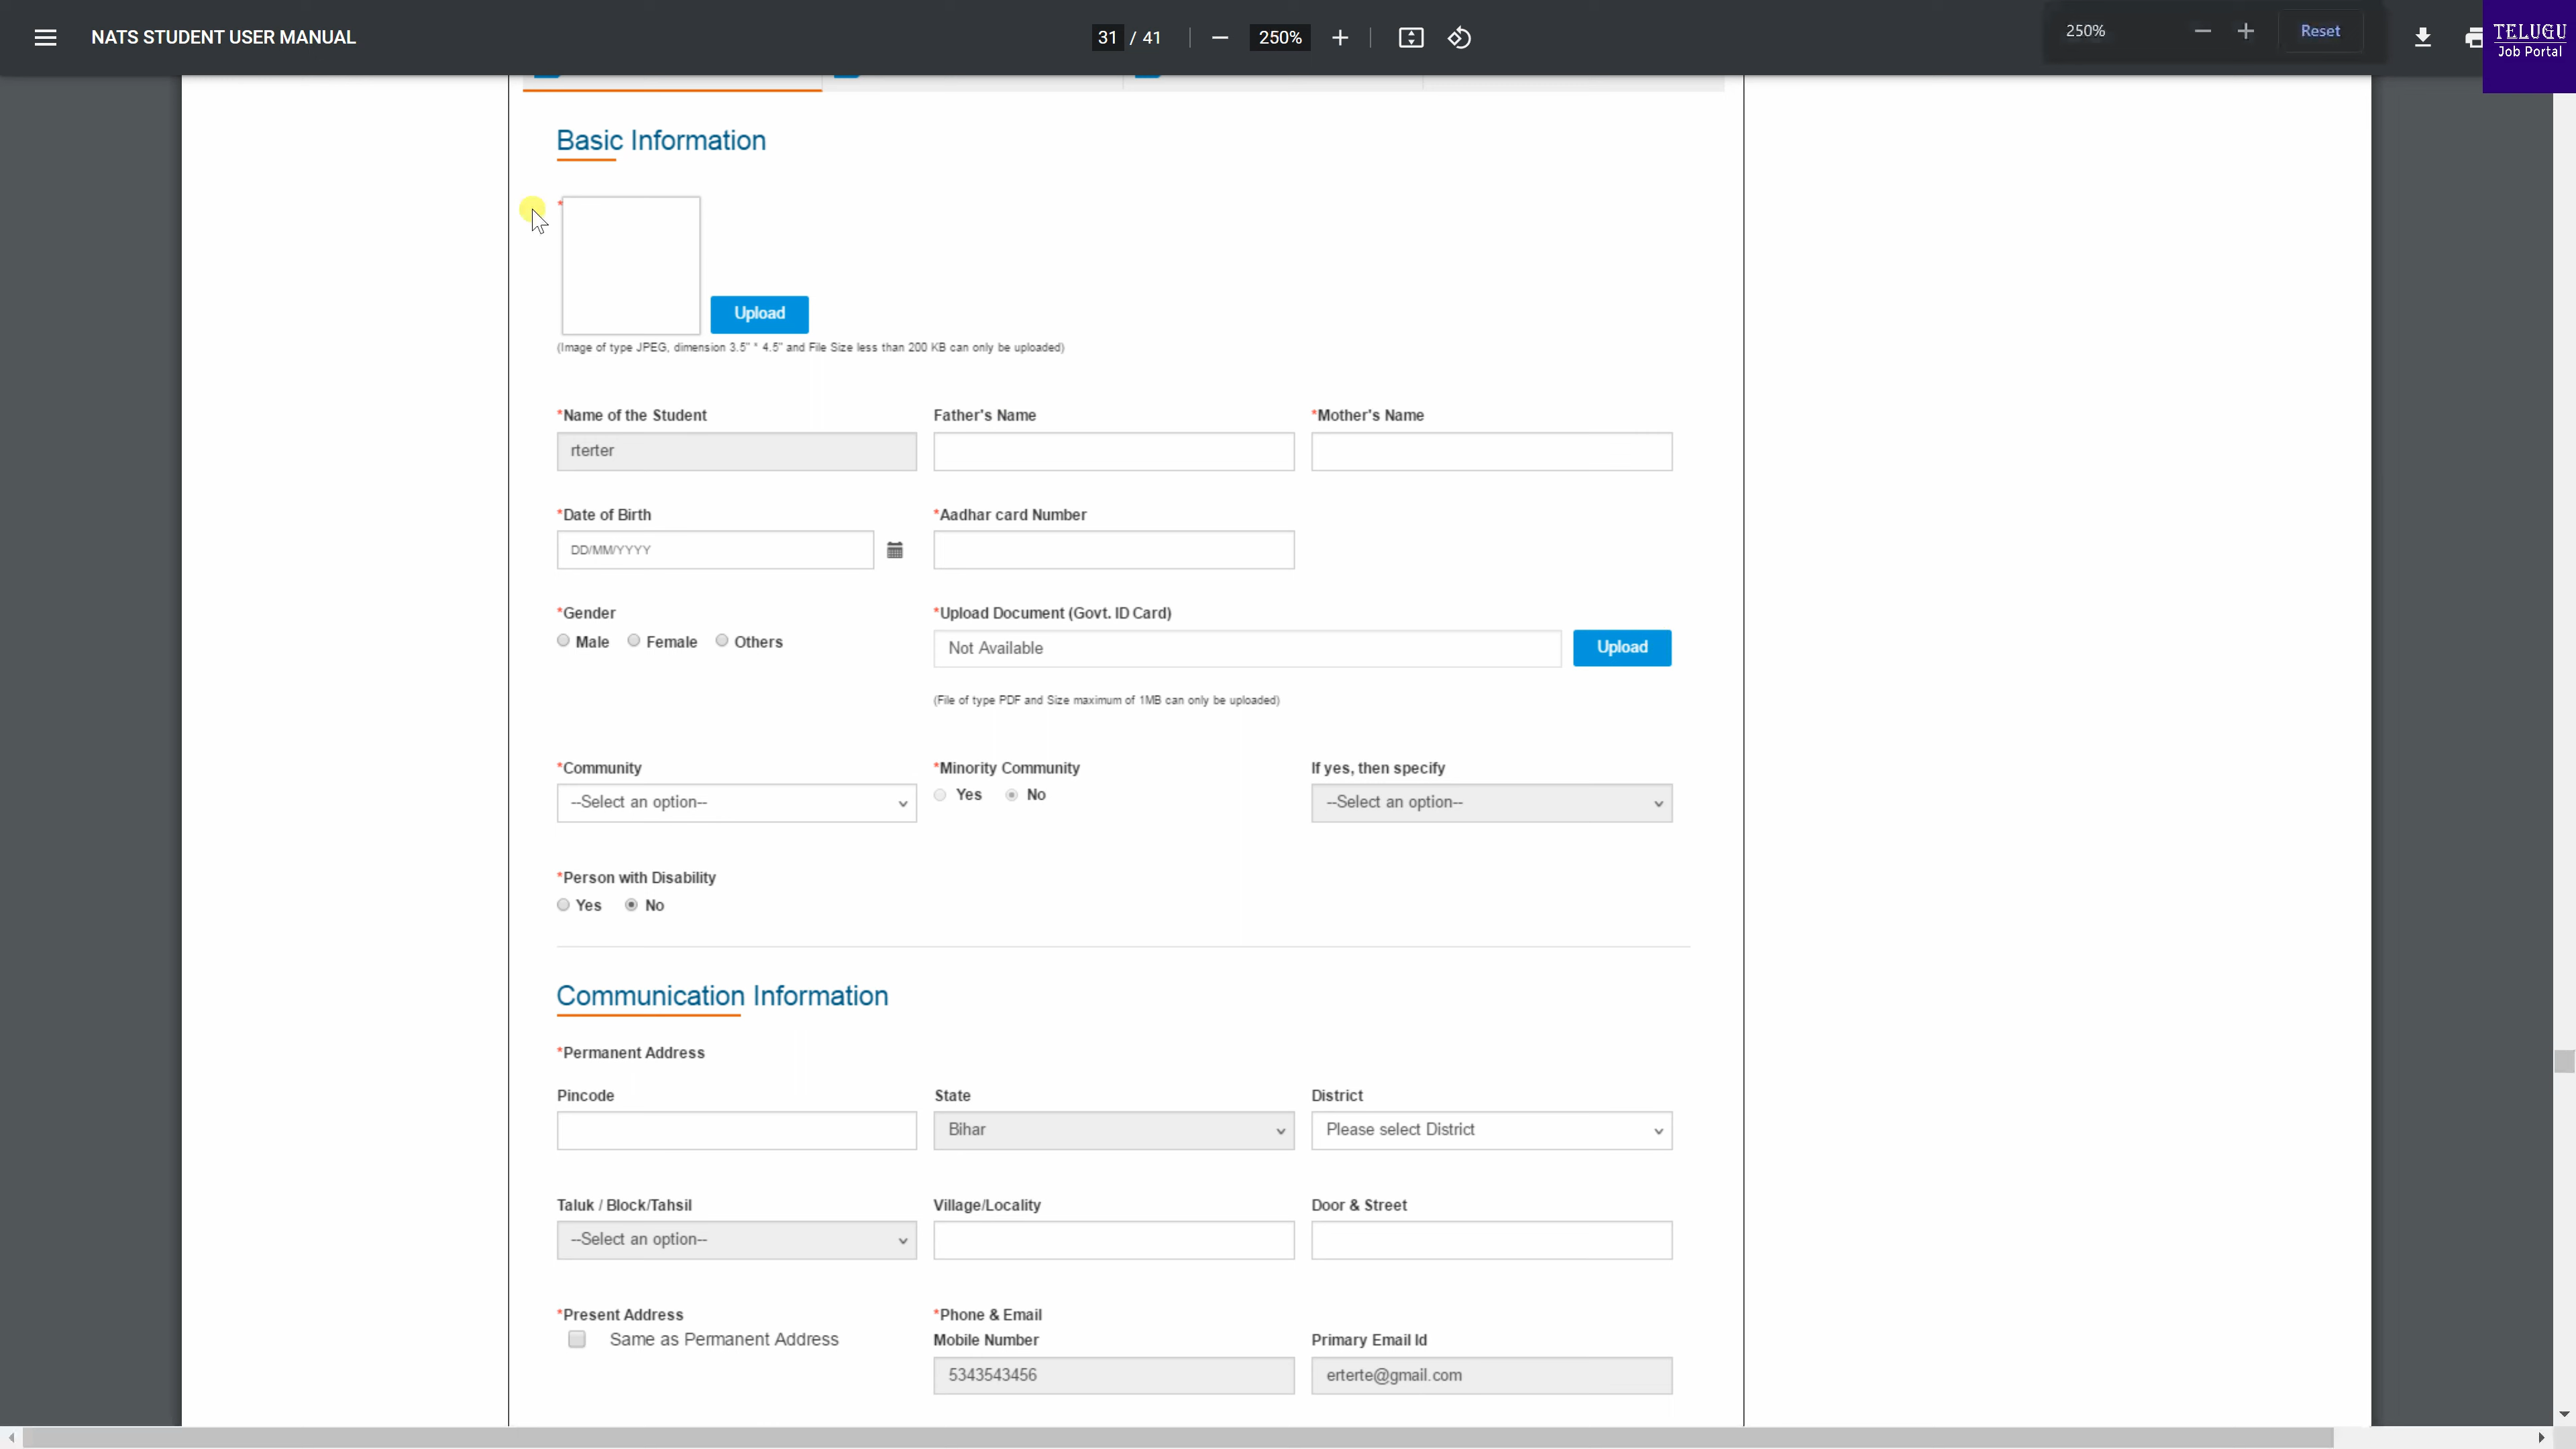 NATS STUDENT USER MANUAL
31 / 41
250%
250%
Reset
TELUGU
Job Portal
Basic Information
*
Upload
(Image of type JPEG, dimension 3.5" * 4.5" and File Size less than 200 KB can only be uploaded)
*Name of the Student Father's Name *Mother's Name
rterter
*Date of Birth *Aadhar card Number
DD/MM/YYYY
*Gender *Upload Document (Govt. ID Card)
Male Female Others
Not Available Upload
(File of type PDF and Size maximum of 1MB can only be uploaded)
*Community *Minority Community If yes, then specify
--Select an option-- Yes No --Select an option--
*Person with Disability
Yes No
Communication Information
*Permanent Address
Pincode State District
Bihar Please select District
Taluk / Block/Tahsil Village/Locality Door & Street
--Select an option--
*Present Address *Phone & Email
Same as Permanent Address Mobile Number Primary Email Id
5343543456 erterte@gmail.com